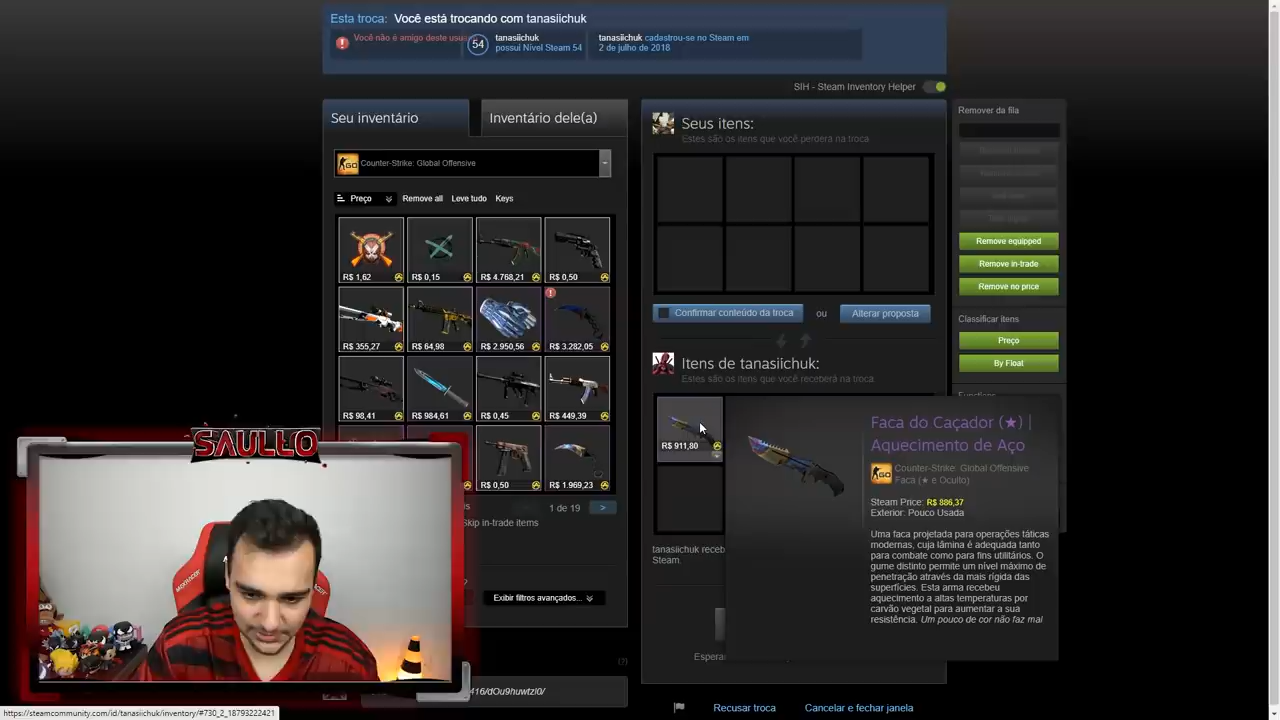 Esta troca: Você está trocando com tanasiichuk
Você não é amigo deste
54
tanasiichuk
possui Nível Steam 54
tanasiichuk cadastrou-se no Steam em
2 de julho de 2018
SIH - Steam Inventory Helper
Seu inventário
Inventário dele(a)
Counter-Strike: Global Offensive
Preço
Remove all
Leve tudo
Keys
R$ 1,62
R$ 0,15
R$ 4.768,21
R$ 0,50
R$ 355,27
R$ 64,98
R$ 2.950,56
R$ 3.282,05
R$ 98,41
R$ 984,61
R$ 0,45
R$ 449,39
R$ 0,50
R$ 1.969,23
1 de 19
>
Skip in-trade items
Exibir filtros avançados...
(?)
416/dOu9huwtzI0/
Seus itens:
Estes são os itens que você perderá na troca
Confirmar conteúdo da troca
ou
Alterar proposta
Itens de tanasiichuk:
Estes são os itens que você receberá na troca
R$ 911,80
tanasiichuk receb
Steam.
Espera
Faca do Caçador (★) |
Aquecimento de Aço
Counter-Strike: Global Offensive
Faca (★ e Oculto)
Steam Price: R$ 886,37
Exterior: Pouco Usada
Uma faca projetada para operações táticas
modernas, cuja lâmina é adequada tanto
para combate como para fins utilitários. O
gume distinto permite um nível máximo de
penetração através da mais rígida das
superfícies. Esta arma recebeu
aquecimento a altas temperaturas por
carvão vegetal para aumentar a sua
resistência. Um pouco de cor não faz mal
Remover da fila
Remove equipped
Remove in-trade
Remove no price
Classificar itens
Preço
By Float
Functions
Recusar troca
Cancelar e fechar janela
SAULLO
https://steamcommunity.com/id/tanasiichuk/inventory/#730_2_18793222421